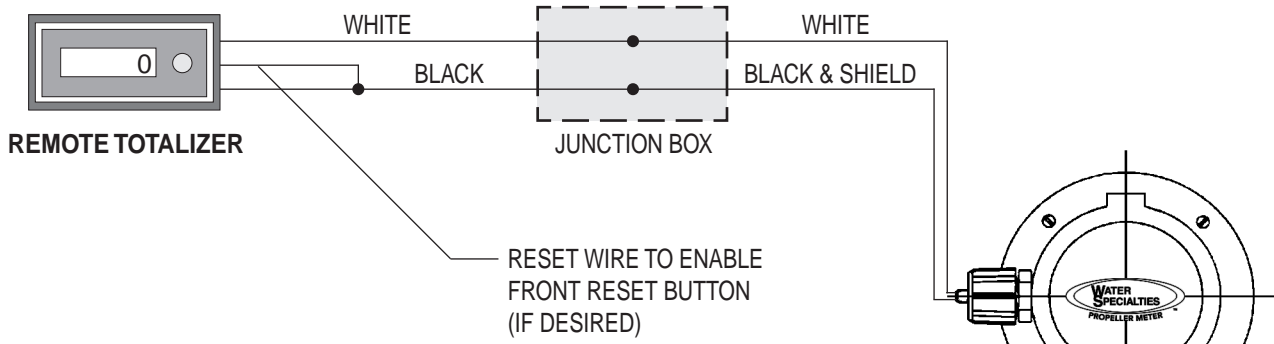 WHITE
WHITE
0
BLACK
BLACK & SHIELD
REMOTE TOTALIZER
JUNCTION BOX
RESET WIRE TO ENABLE
FRONT RESET BUTTON
(IF DESIRED)
WATER
SPECIALTIES
PROPELLER METER
™